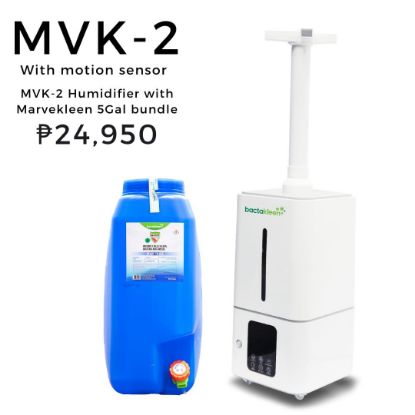 MVK-2
With motion sensor
MVK-2 Humidifier with
Marvekleen 5Gal bundle
₱24,950
bactakleen